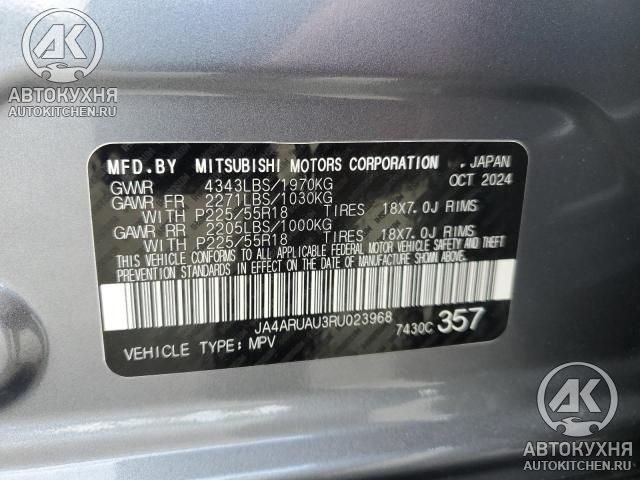 АК
АВТОКУХНЯ
AUTOKITCHEN.RU
MFD.BY MITSUBISHI MOTORS CORPORATION JAPAN
GVWR 4343LBS/1970KG OCT 2024
GAWR FR 2271LBS/1030KG
WITH P225/55R18 TIRES 18X7.0J RIMS
GAWR RR 2205LBS/1000KG
WITH P225/55R18 TIRES 18X7.0J RIMS
THIS VEHICLE CONFORMS TO ALL APPLICABLE FEDERAL MOTOR VEHICLE SAFETY AND THEFT
PREVENTION STANDARDS IN EFFECT ON THE DATE OF MANUFACTURE SHOWN ABOVE.
JA4ARUAU3RU023968
7430C 357
VEHICLE TYPE: MPV
АК
АВТОКУХНЯ
AUTOKITCHEN.RU